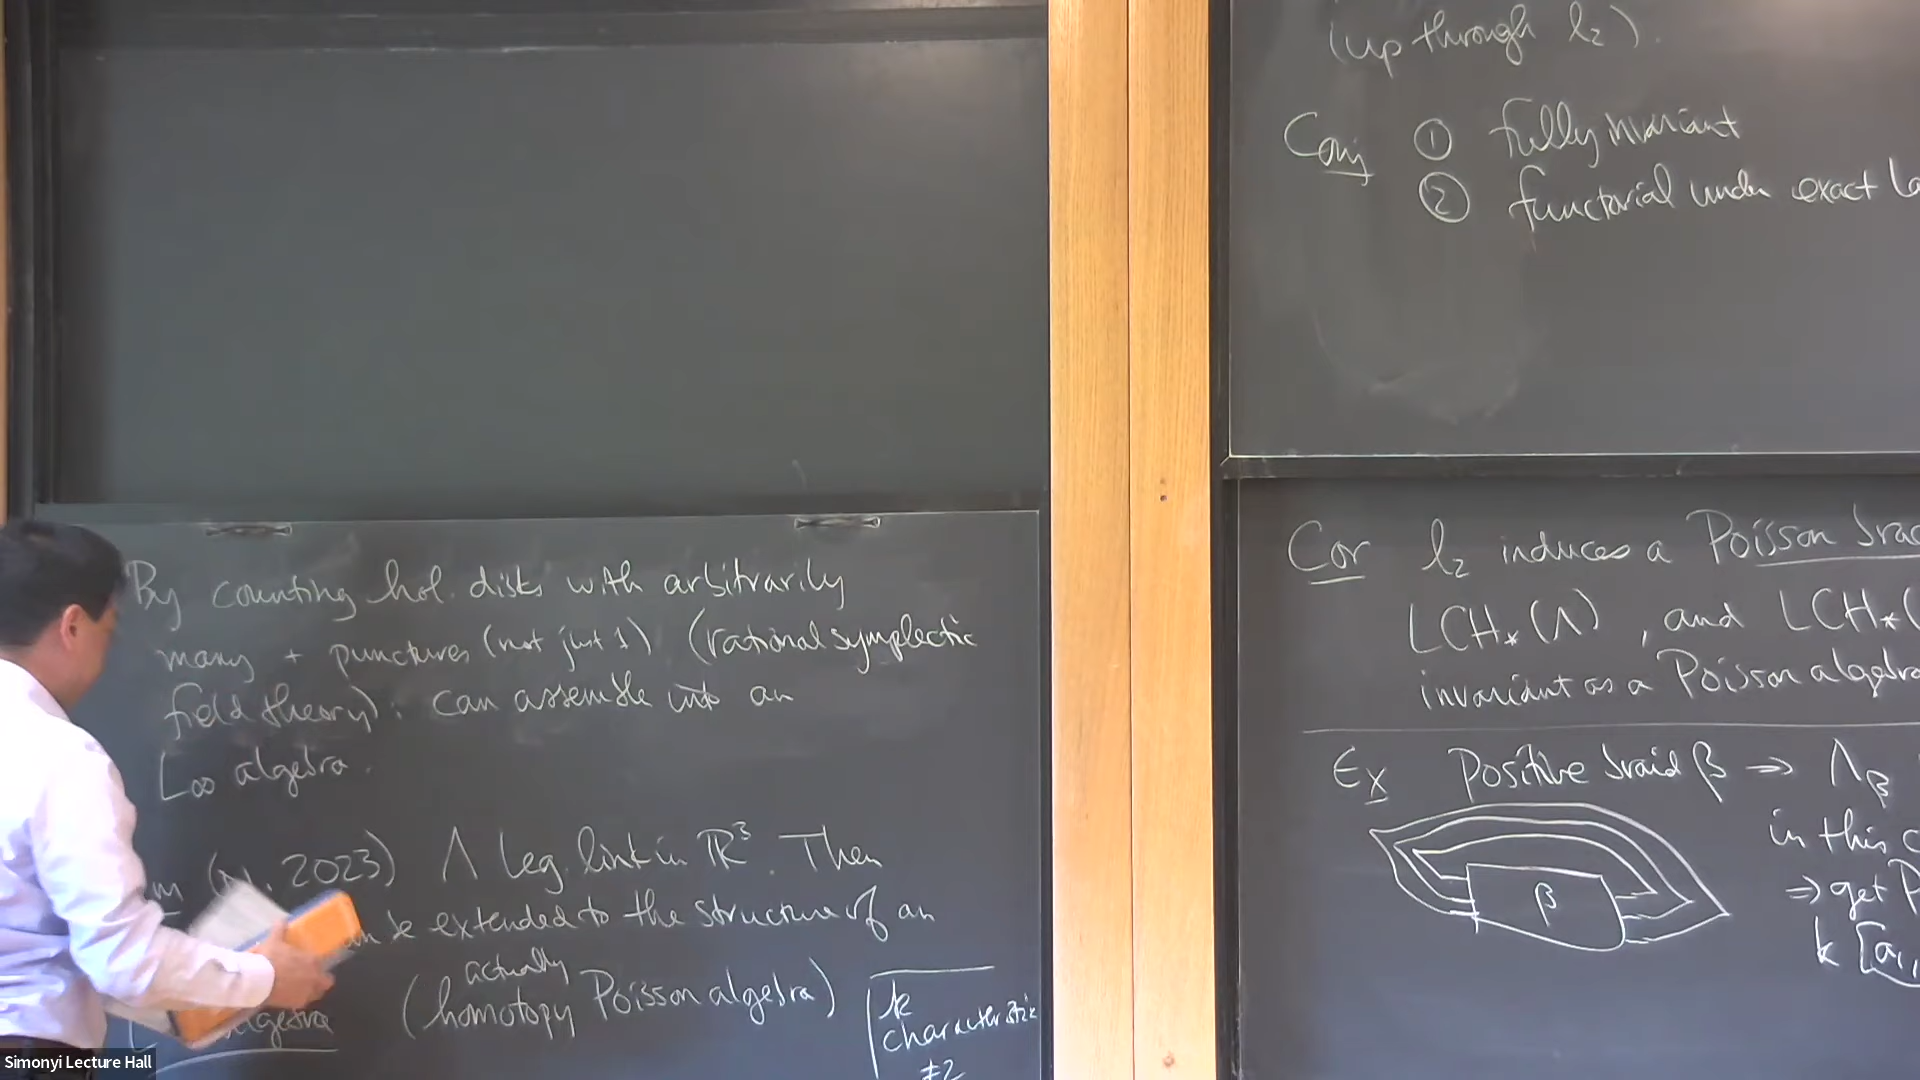 By counting hol. disks with arbitrarily
many + punctures (not just 1) (rational symplectic
field theory): can assemble into an
L∞ algebra.
(N. 2023) Λ Leg. link in ℝ³. Then
be extended to the structure of an
actually
algebra (homotopy Poisson algebra)
k
characteristic
≠2
(up through l₂).
Conj ① fully invariant
② functorial under exact
Cor l₂ induces a Poisson
LCH⁎(Λ), and LCH⁎(
invariant as a Poisson algebra
Ex Positive braid β → Λβ
in this
β
⇒ get
k[a₁,
Simonyi Lecture Hall